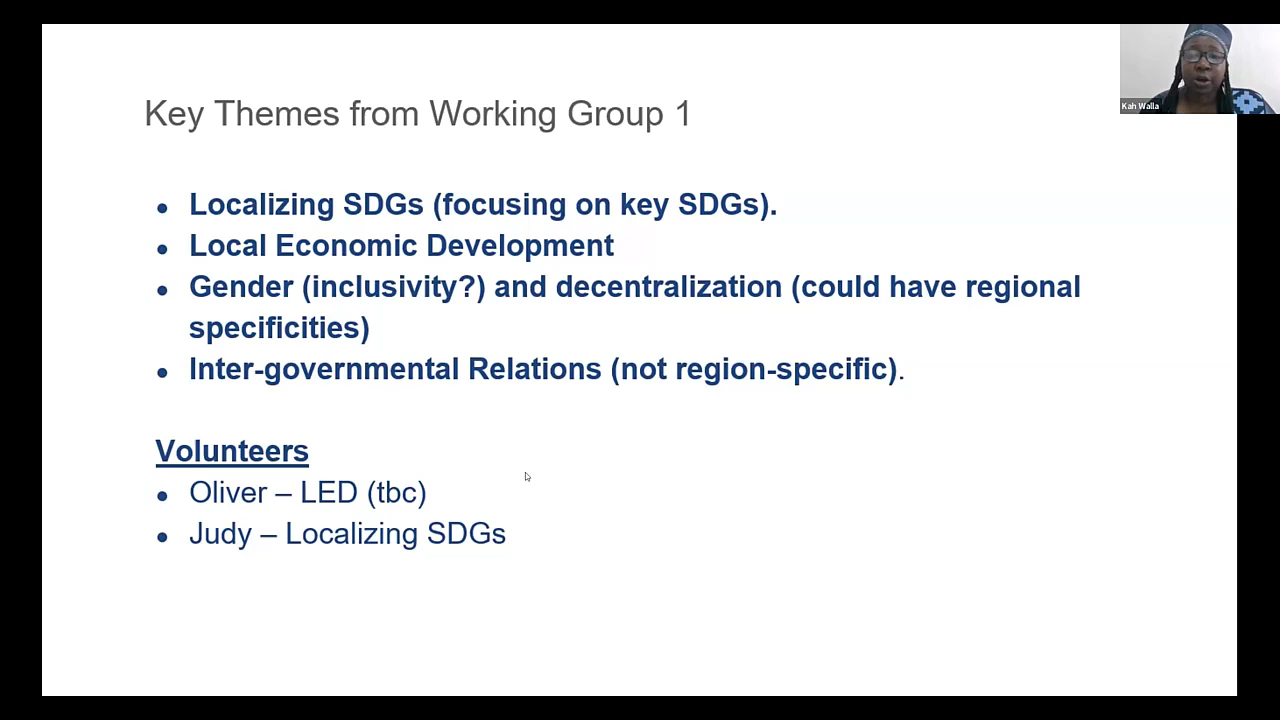 Key Themes from Working Group 1
Kah Walla
● Localizing SDGs (focusing on key SDGs).
● Local Economic Development
● Gender (inclusivity?) and decentralization (could have regional
specificities)
● Inter-governmental Relations (not region-specific).
Volunteers
● Oliver – LED (tbc)
● Judy – Localizing SDGs